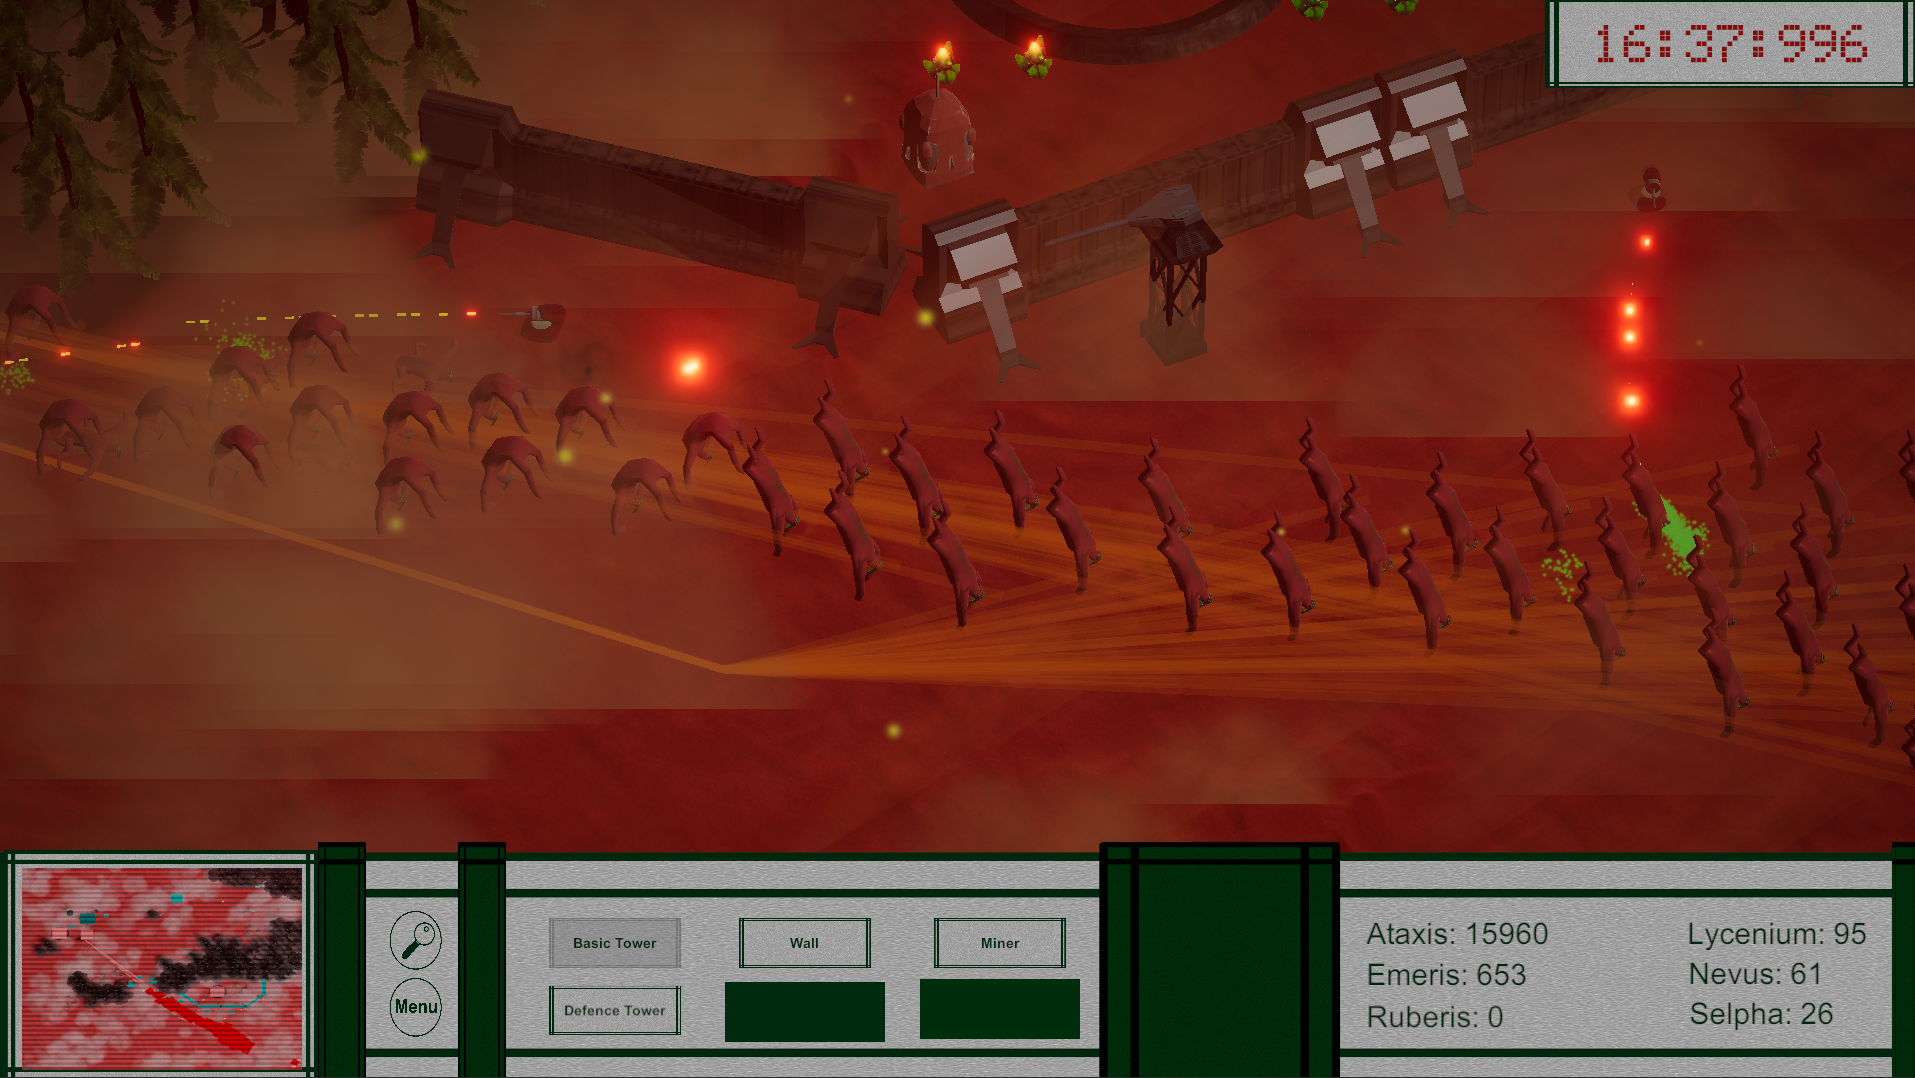 16:37:996
Basic Tower
Wall
Miner
Menu
Defence Tower
Ataxis: 15960
Lycenium: 95
Emeris: 653
Nevus: 61
Ruberis: 0
Selpha: 26